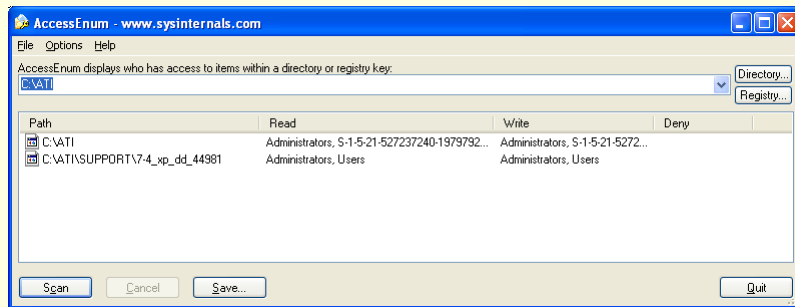 AccessEnum - www.sysinternals.com
File Options Help
AccessEnum displays who has access to items within a directory or registry key:
C:\ATI
Directory...
Registry...
Path Read Write Deny
C:\ATI Administrators, S-1-5-21-527237240-1979792... Administrators, S-1-5-21-5272...
C:\ATI\SUPPORT\7-4_xp_dd_44981 Administrators, Users Administrators, Users
Scan Cancel Save... Quit